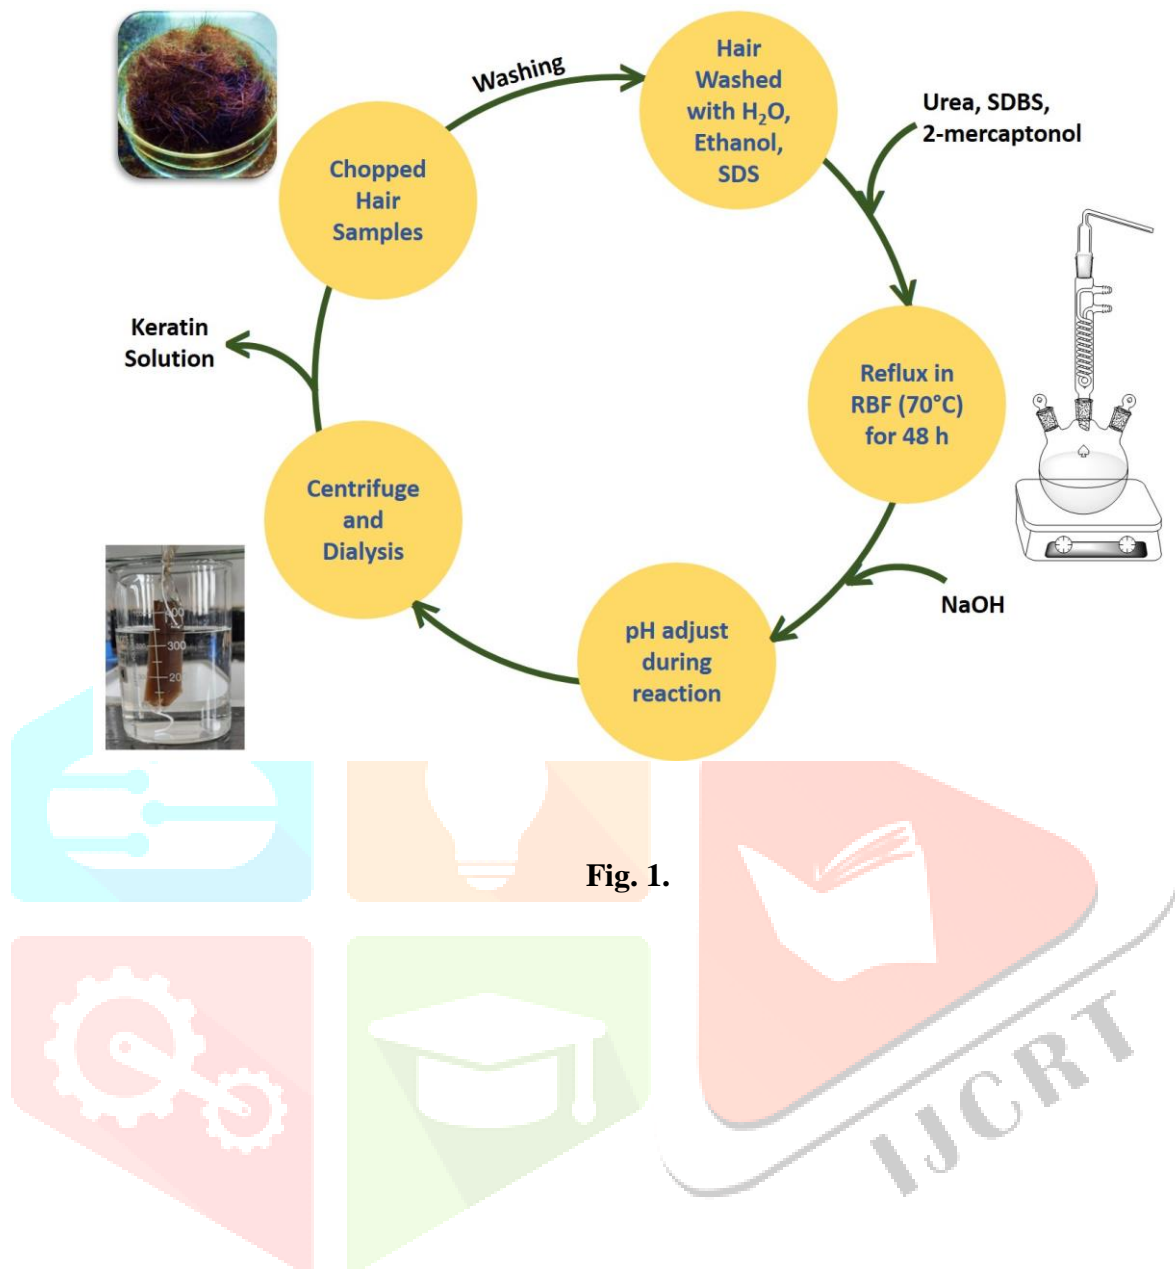 Chopped
Hair
Samples
Washing
Hair
Washed
with H₂O,
Ethanol,
SDS
Urea, SDBS,
2-mercaptonol
Reflux in
RBF (70°C)
for 48 h
NaOH
pH adjust
during
reaction
Centrifuge
and
Dialysis
Keratin
Solution
300
Fig. 1.
IJCRT